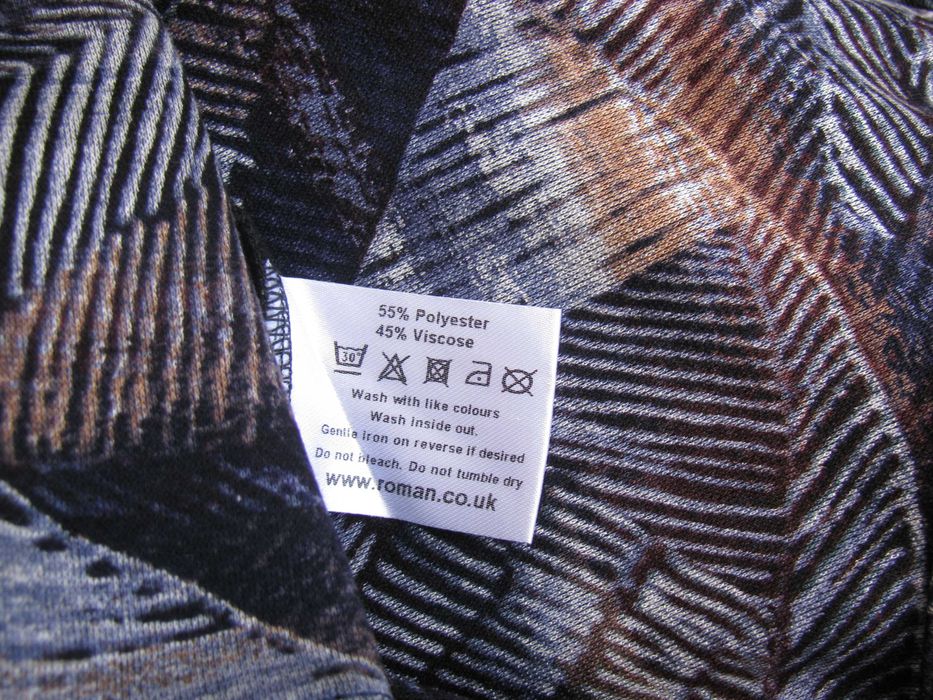 55% Polyester
45% Viscose
30°
Wash with like colours
Wash inside out.
Gentle iron on reverse if desired
Do not bleach. Do not tumble dry
www.roman.co.uk